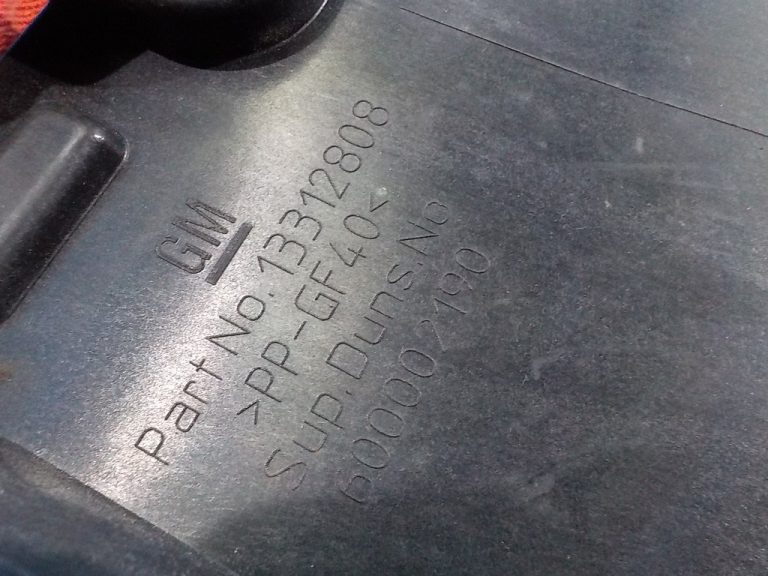 GM
Part No. 13312808
>PP-GF40<
Sup.Duns.No
600002190